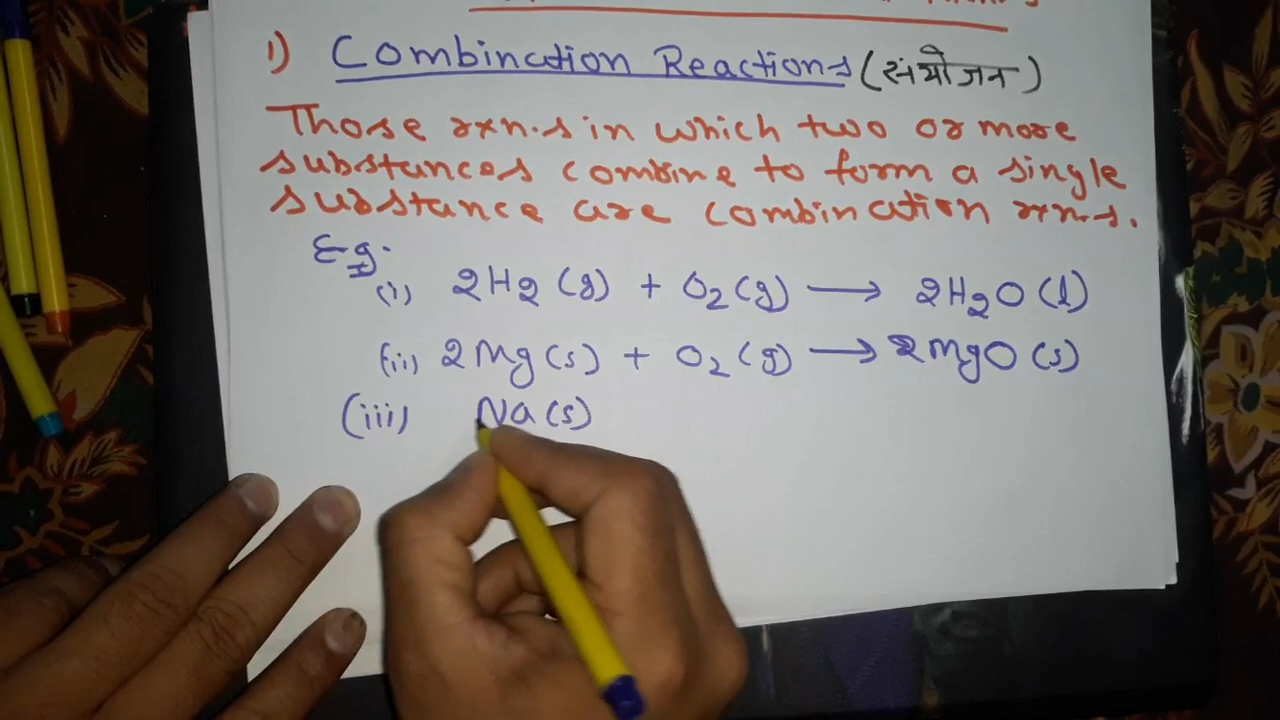 1) Combination Reactions (संयोजन)
Those rxn.s in which two or more
substances combine to form a single
substance are combination rxn.s.
Eg.
(i) 2H2 (g) + O2 (g) ⟶ 2H2O (l)
(ii) 2Mg (s) + O2 (g) ⟶ 2MgO (s)
(iii) Na (s)